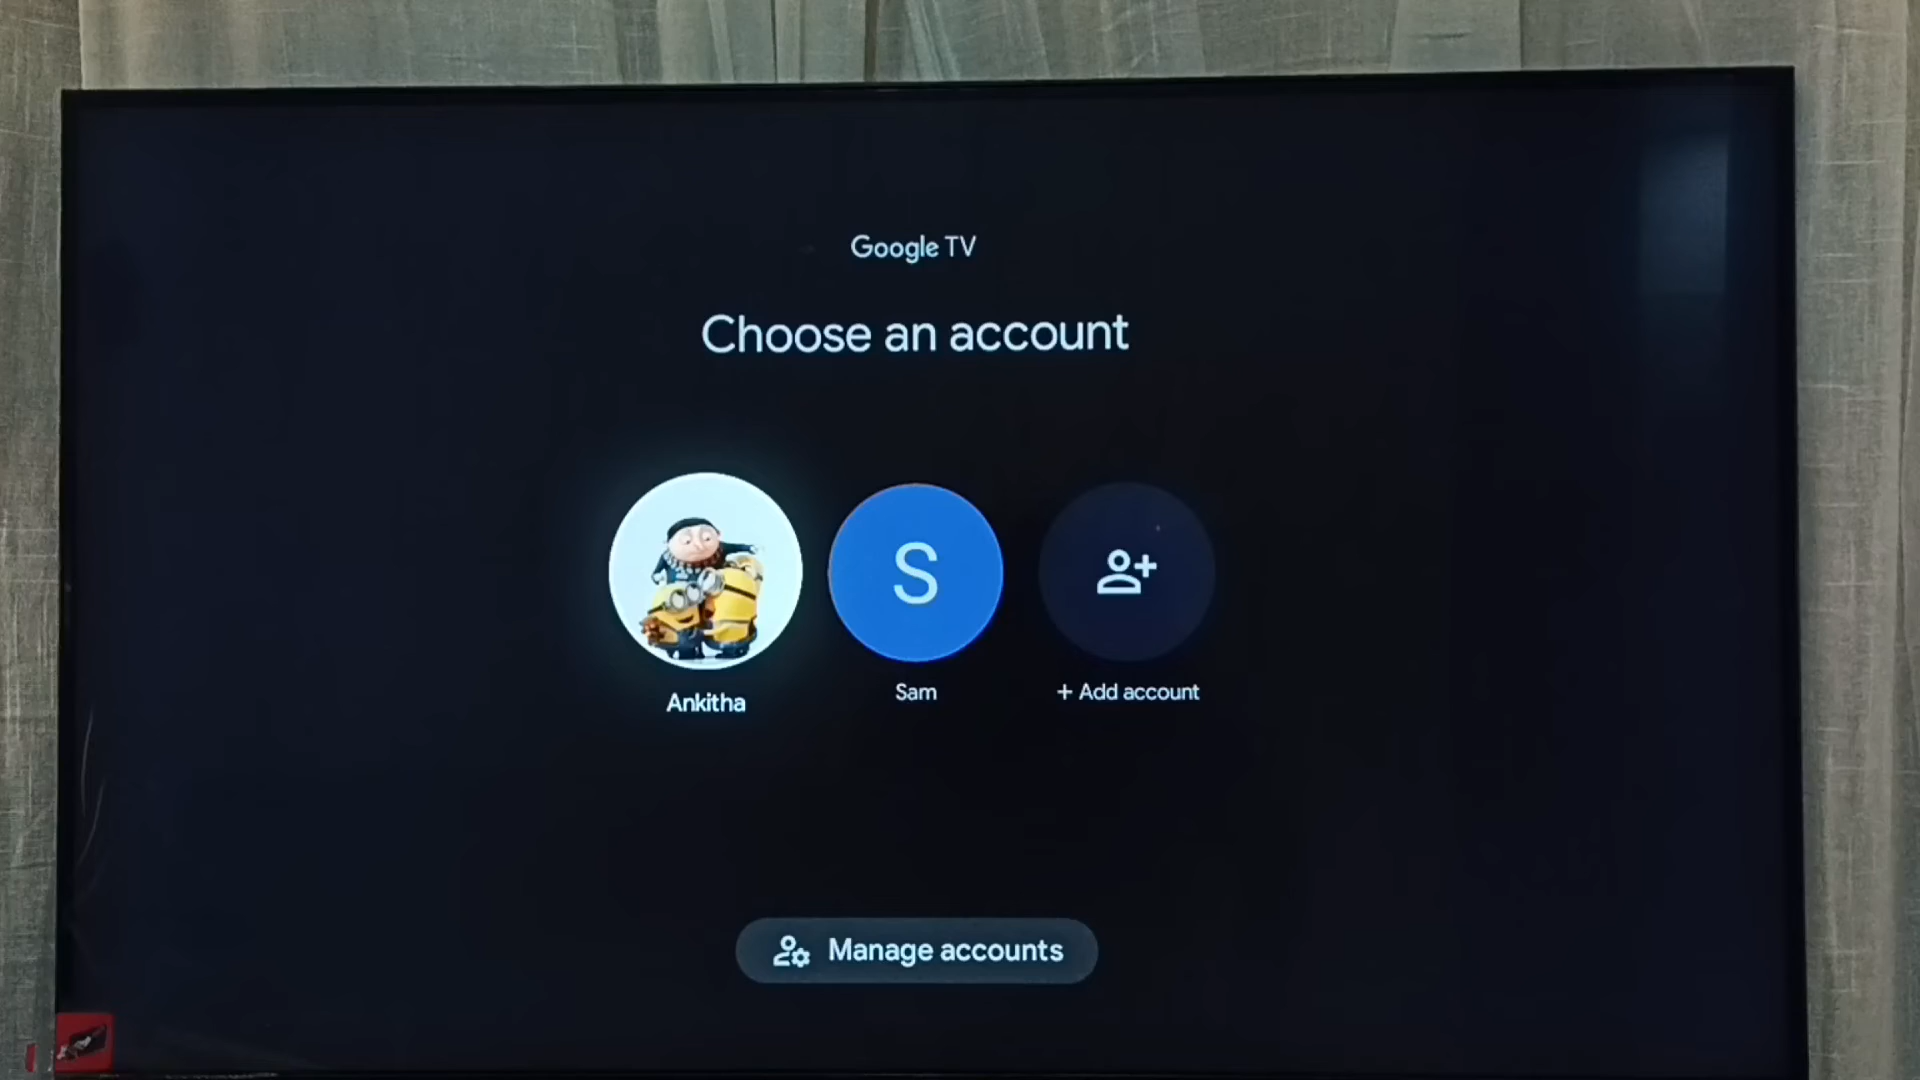 Google TV
Choose an account
S
Ankitha
Sam
+ Add account
Manage accounts